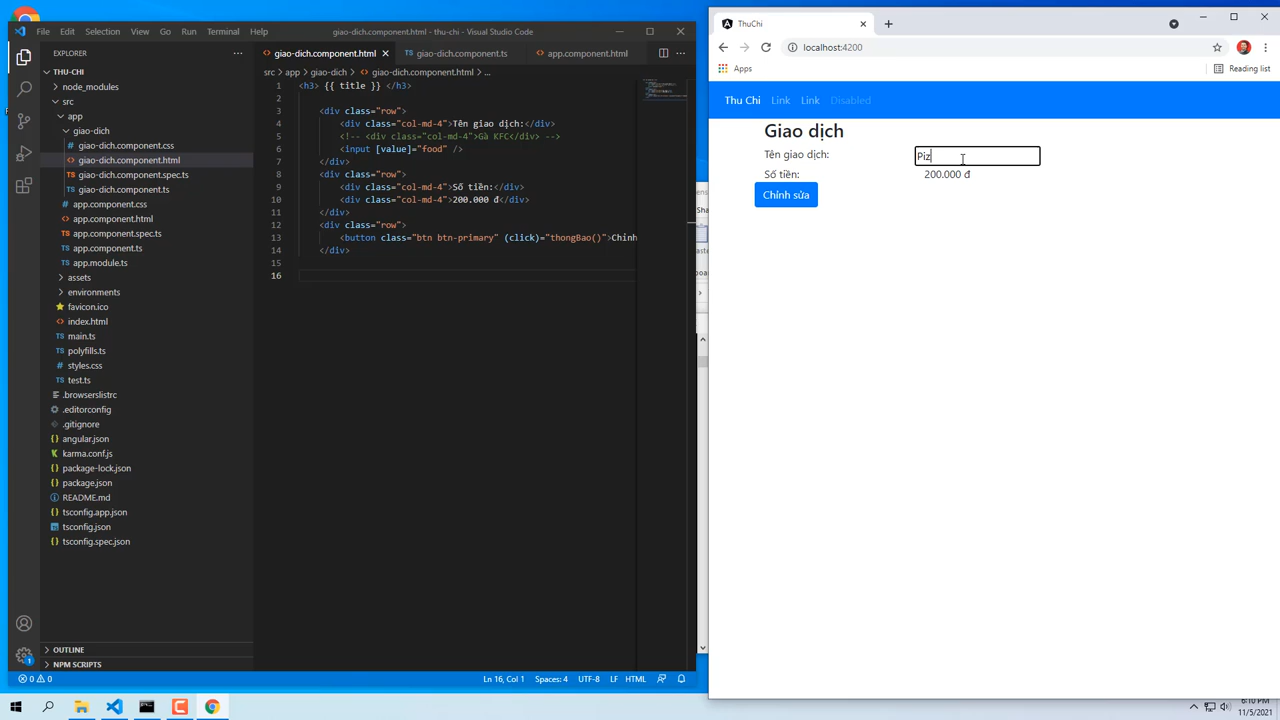 File Edit Selection View Go Run Terminal Help
giao-dich.component.html - thu-chi - Visual Studio Code
EXPLORER
THU-CHI
node_modules
src
app
giao-dich
giao-dich.component.css
giao-dich.component.html
giao-dich.component.spec.ts
giao-dich.component.ts
app.component.css
app.component.html
app.component.spec.ts
app.component.ts
app.module.ts
assets
environments
favicon.ico
index.html
main.ts
polyfills.ts
styles.css
test.ts
.browserslistrc
.editorconfig
.gitignore
angular.json
karma.conf.js
package-lock.json
package.json
README.md
tsconfig.app.json
tsconfig.json
tsconfig.spec.json
OUTLINE
NPM SCRIPTS
giao-dich.component.html giao-dich.component.ts app.component.html
src > app > giao-dich > giao-dich.component.html > ...
1 <h3> {{ title }} </h3>
2
3 <div class="row">
4 <div class="col-md-4">Tên giao dịch:</div>
5 <!-- <div class="col-md-4">Gà KFC</div> -->
6 <input [value]="food" />
7 </div>
8 <div class="row">
9 <div class="col-md-4">Số tiền:</div>
10 <div class="col-md-4">200.000 đ</div>
11 </div>
12 <div class="row">
13 <button class="btn btn-primary" (click)="thongBao()">Chỉnh
14 </div>
15
16
0 0 Ln 16, Col 1 Spaces: 4 UTF-8 LF HTML
ThuChi
localhost:4200
Apps Reading list
Thu Chi Link Link Disabled
Giao dịch
Tên giao dịch: Piz
Số tiền: 200.000 đ
Chỉnh sửa
6:10 PM
11/5/2021